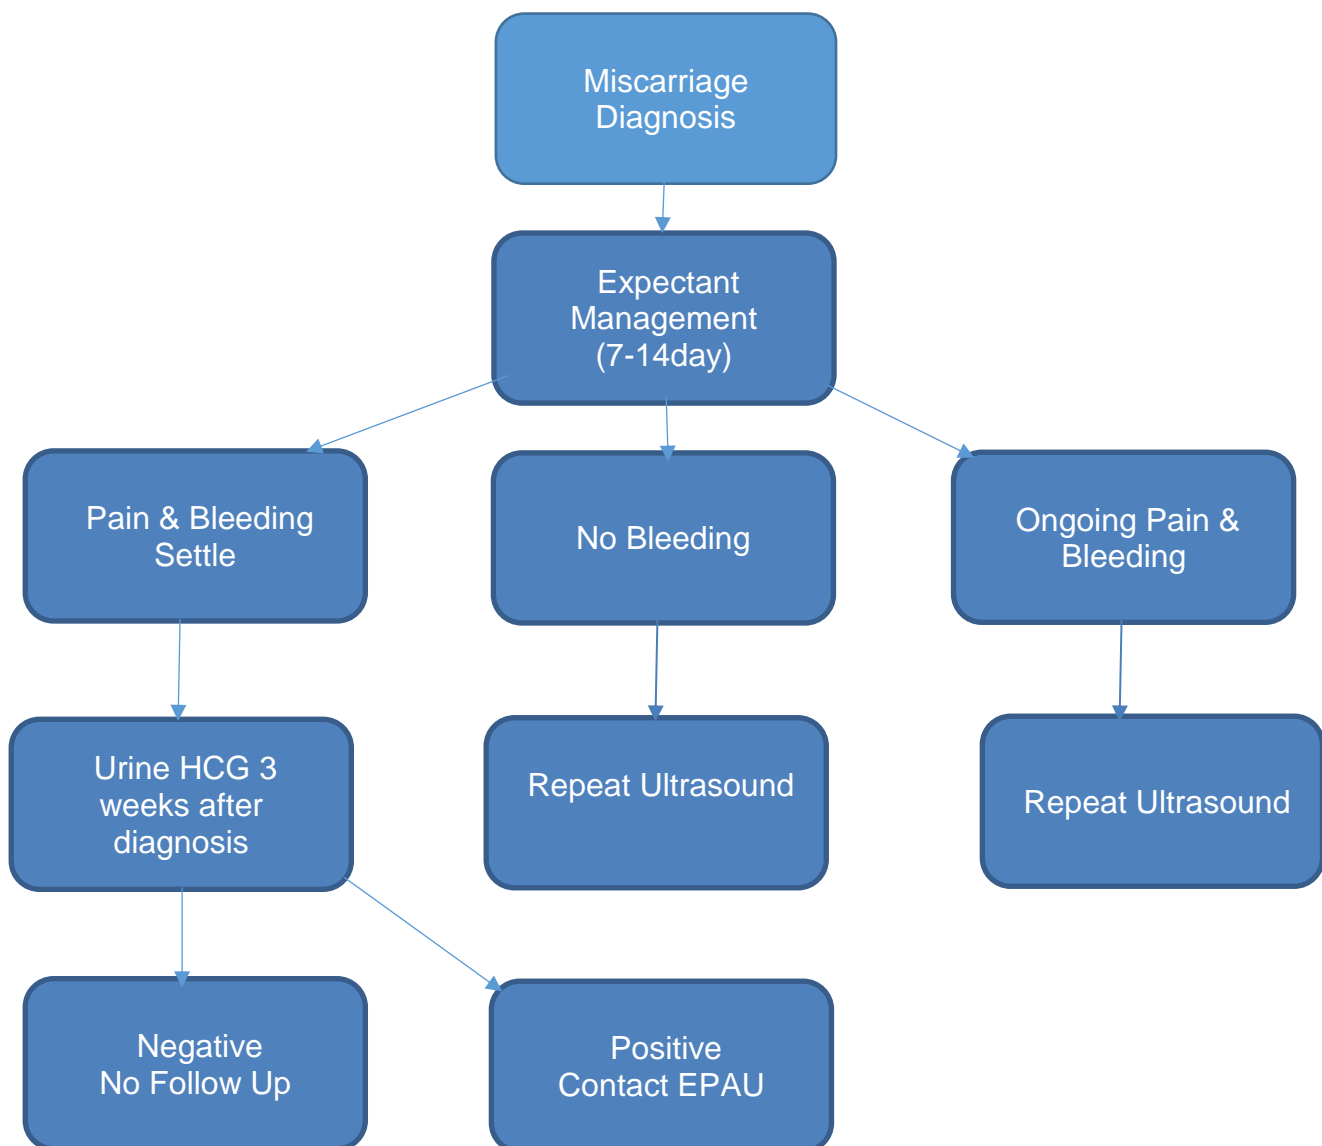 Miscarriage
Diagnosis
Expectant
Management
(7-14day)
Pain & Bleeding
Settle
No Bleeding
Ongoing Pain &
Bleeding
Urine HCG 3
weeks after
diagnosis
Repeat Ultrasound
Repeat Ultrasound
Negative
No Follow Up
Positive
Contact EPAU